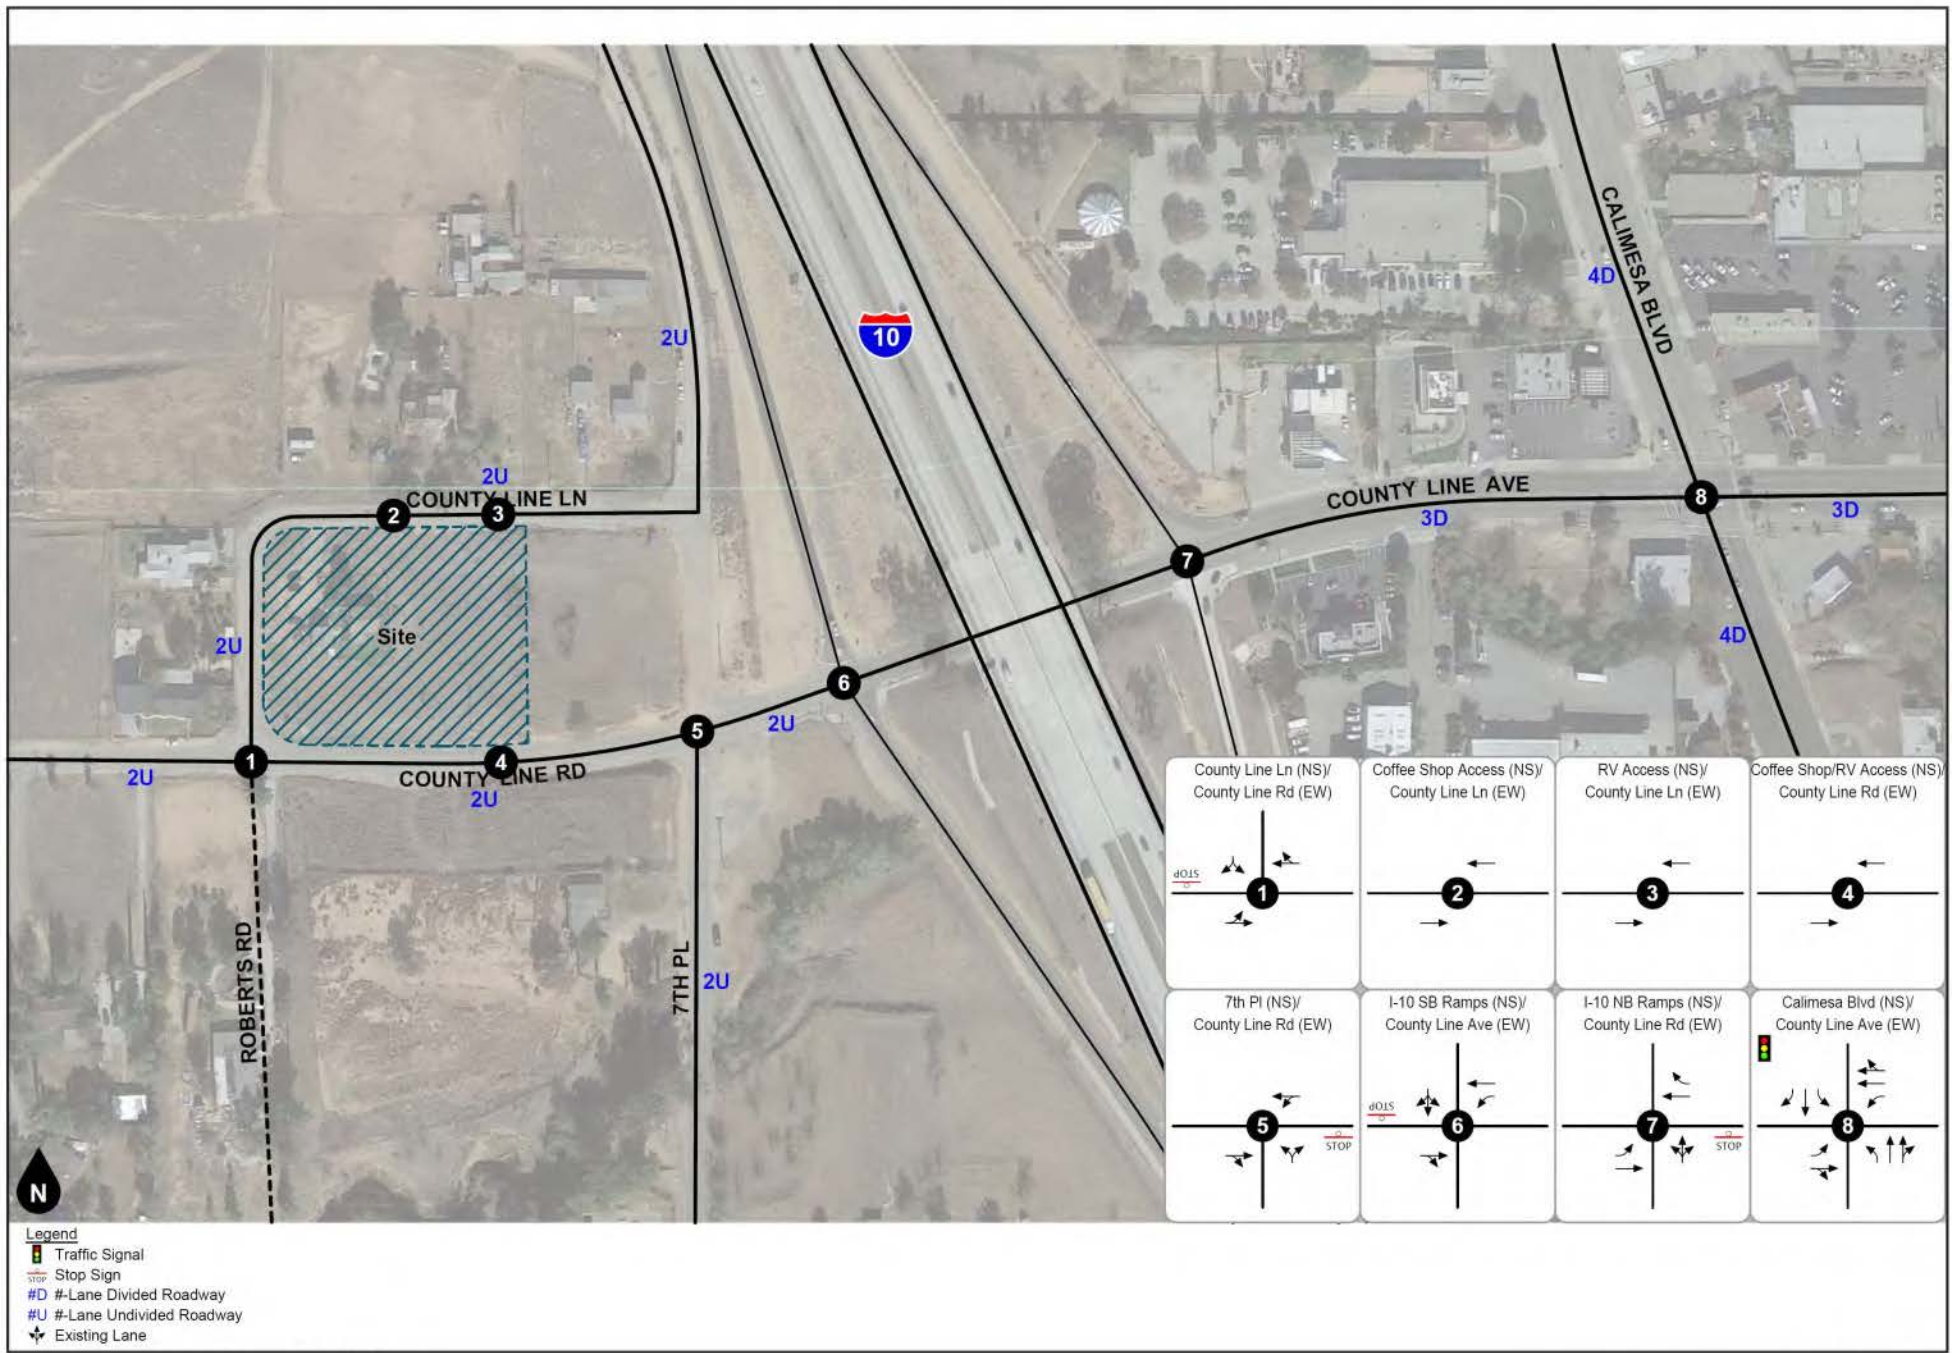 CALIMESA BLVD
4D
2U
10
2U
COUNTY LINE LN
2
3
COUNTY LINE AVE
8
3D
3D
7
Site
2U
4D
6
5
2U
1
4
COUNTY LINE RD
2U
2U
ROBERTS RD
7TH PL
2U
County Line Ln (NS)/
County Line Rd (EW)
STOP
1
Coffee Shop Access (NS)/
County Line Ln (EW)
2
RV Access (NS)/
County Line Ln (EW)
3
Coffee Shop/RV Access (NS)/
County Line Rd (EW)
4
7th Pl (NS)/
County Line Rd (EW)
5
STOP
I-10 SB Ramps (NS)/
County Line Ave (EW)
STOP
6
I-10 NB Ramps (NS)/
County Line Rd (EW)
7
STOP
Calimesa Blvd (NS)/
County Line Ave (EW)
8
N
Legend
Traffic Signal
STOP Stop Sign
#D #-Lane Divided Roadway
#U #-Lane Undivided Roadway
Existing Lane